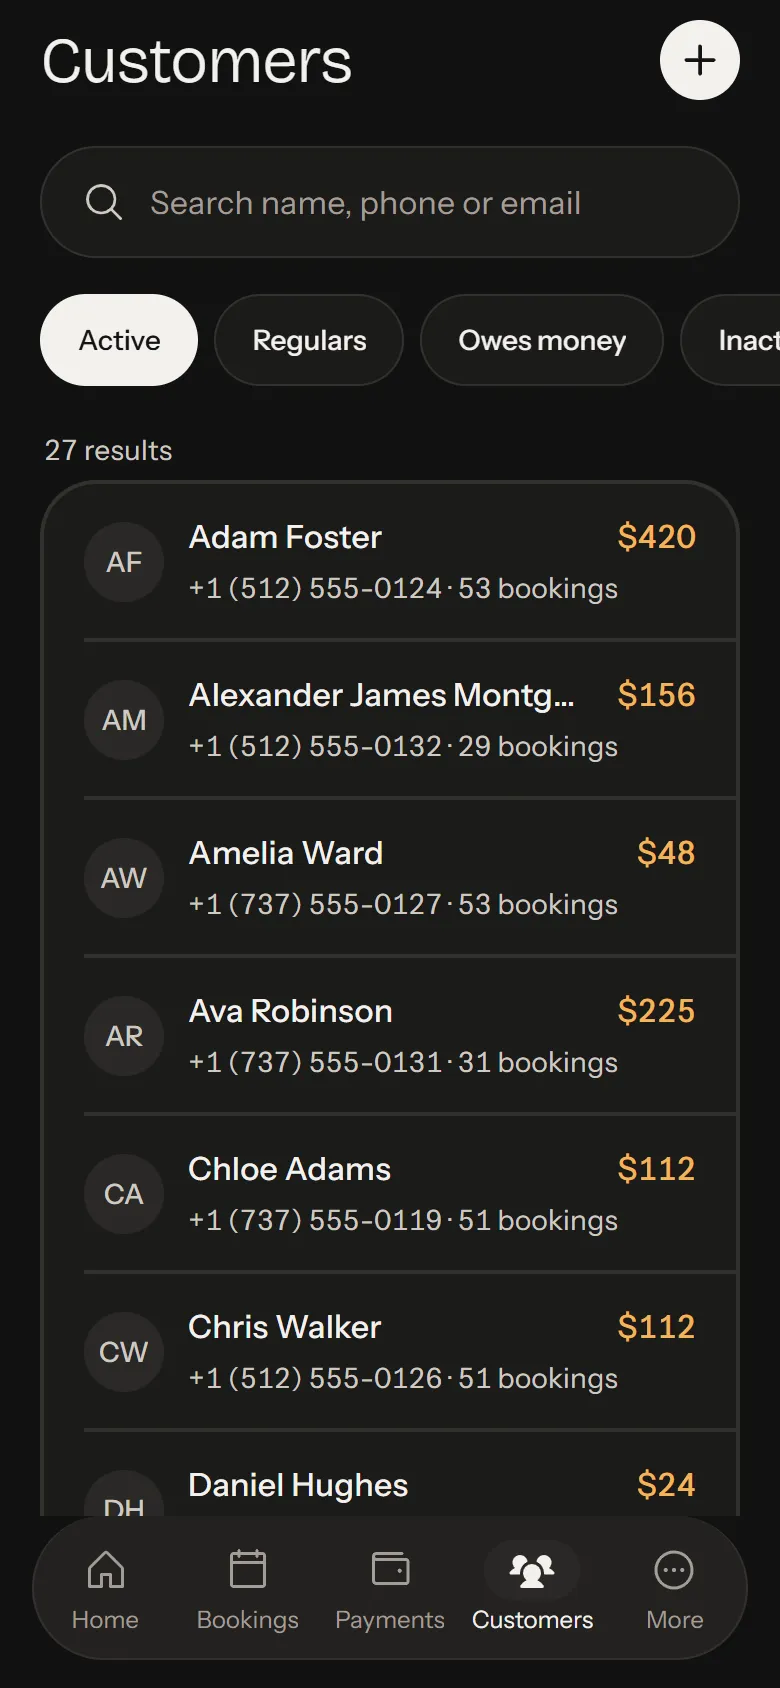 Customers
Search name, phone or email
Active
Regulars
Owes money
Inact
27 results
AF
Adam Foster
$420
+1 (512) 555-0124 · 53 bookings
AM
Alexander James Montg...
$156
+1 (512) 555-0132 · 29 bookings
AW
Amelia Ward
$48
+1 (737) 555-0127 · 53 bookings
AR
Ava Robinson
$225
+1 (737) 555-0131 · 31 bookings
CA
Chloe Adams
$112
+1 (737) 555-0119 · 51 bookings
CW
Chris Walker
$112
+1 (512) 555-0126 · 51 bookings
DH
Daniel Hughes
$24
Home
Bookings
Payments
Customers
More